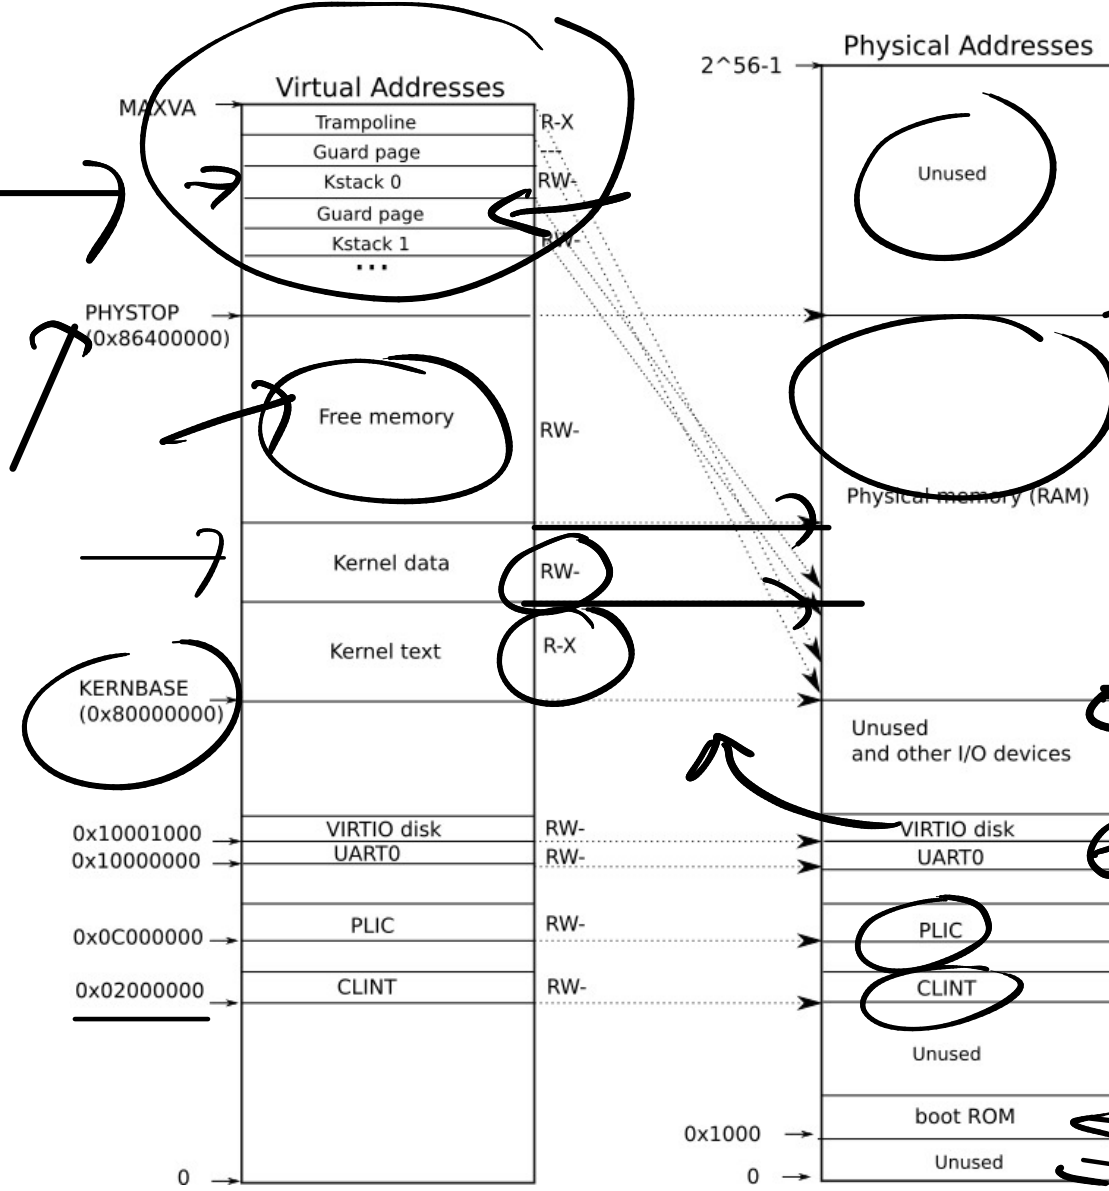 Physical Addresses
2^56-1
Virtual Addresses
MAXVA
Trampoline
R-X
Guard page
---
Kstack 0
RW-
Guard page
Kstack 1
RW-
...
Unused
PHYSTOP
(0x86400000)
Free memory
RW-
Physical memory (RAM)
Kernel data
RW-
Kernel text
R-X
KERNBASE
(0x80000000)
Unused
and other I/O devices
0x10001000
VIRTIO disk
RW-
VIRTIO disk
0x10000000
UART0
RW-
UART0
0x0C000000
PLIC
RW-
PLIC
0x02000000
CLINT
RW-
CLINT
Unused
boot ROM
0x1000
Unused
0
0